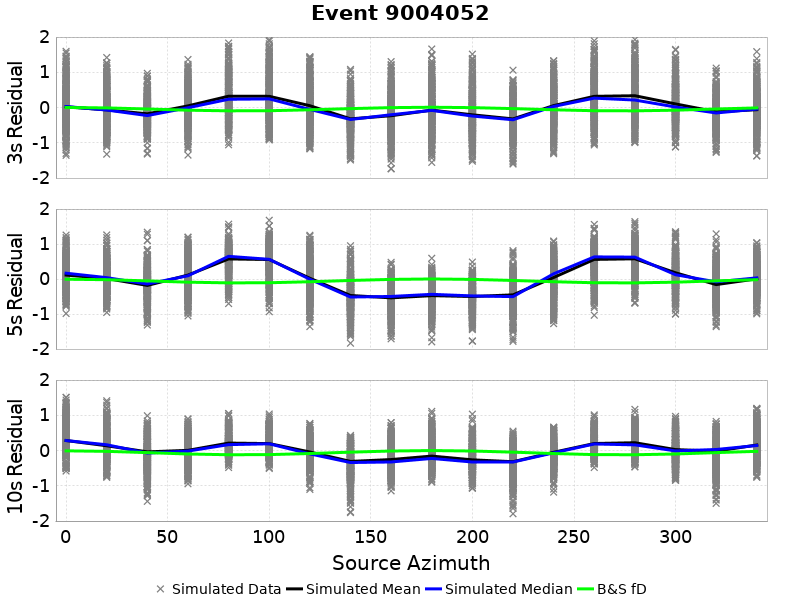 Event 9004052
2
1
0
-1
-2
3s Residual
2
1
0
-1
-2
5s Residual
2
1
0
-1
-2
10s Residual
0 50 100 150 200 250 300
Source Azimuth
Simulated Data Simulated Mean Simulated Median B&S fD